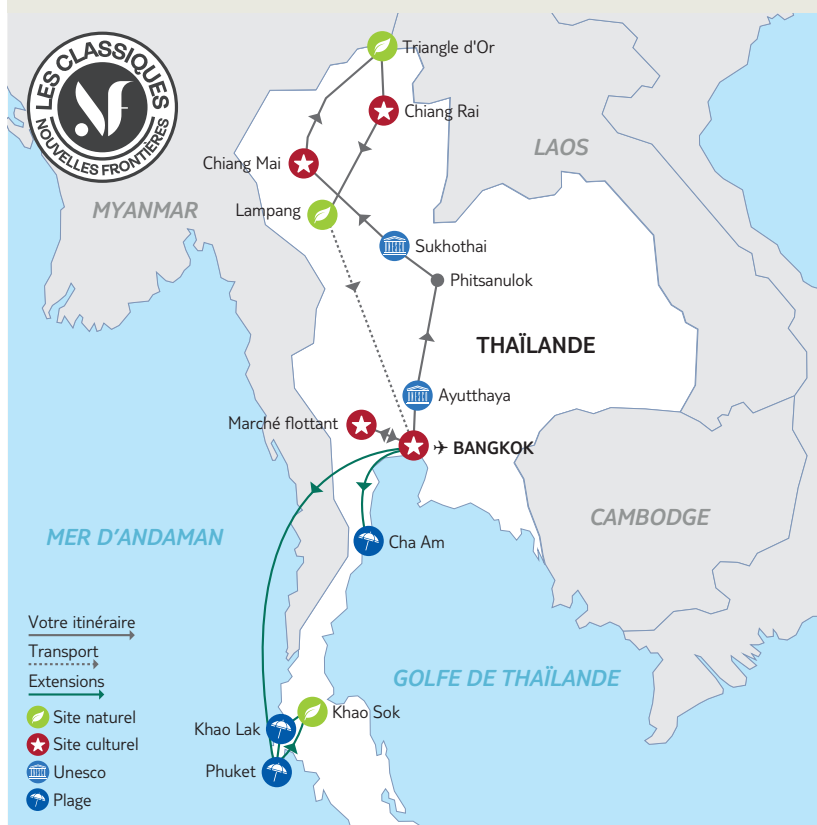 LES CLASSIQUES
NF
NOUVELLES FRONTIÈRES
Triangle d'Or
Chiang Rai
LAOS
Chiang Mai
MYANMAR
Lampang
Sukhothai
Phitsanulok
THAÏLANDE
Ayutthaya
Marché flottant
BANGKOK
CAMBODGE
MER D'ANDAMAN
Cha Am
Votre itinéraire
Transport
Extensions
GOLFE DE THAÏLANDE
Site naturel
Khao Sok
Khao Lak
Site culturel
Phuket
Unesco
Plage